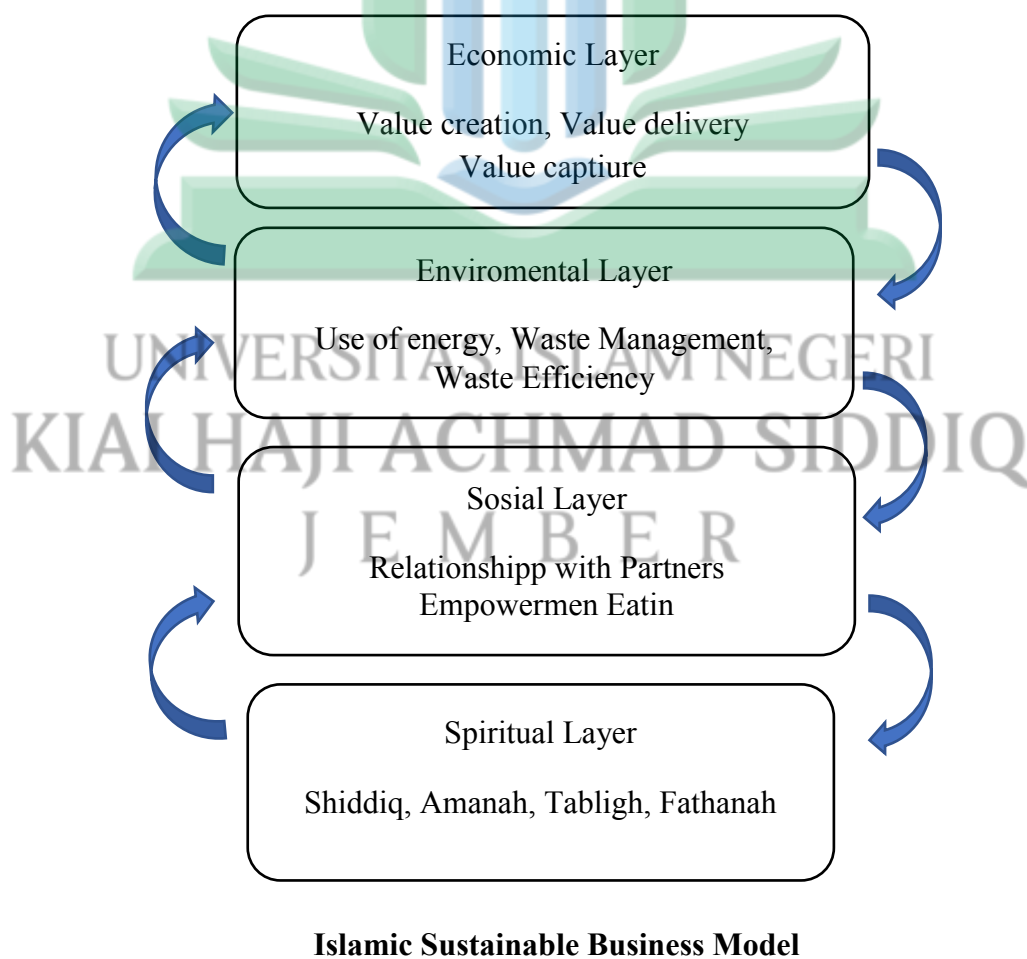 Economic Layer
Value creation, Value delivery
Value captiure
Enviromental Layer
Use of energy, Waste Management,
Waste Efficiency
UNIVERSITAS ISLAM NEGERI
KIAI HAJI ACHMAD SIDDIQ
Sosial Layer
J E M B E R
Relationshipp with Partners
Empowermen Eatin
Spiritual Layer
Shiddiq, Amanah, Tabligh, Fathanah
Islamic Sustainable Business Model